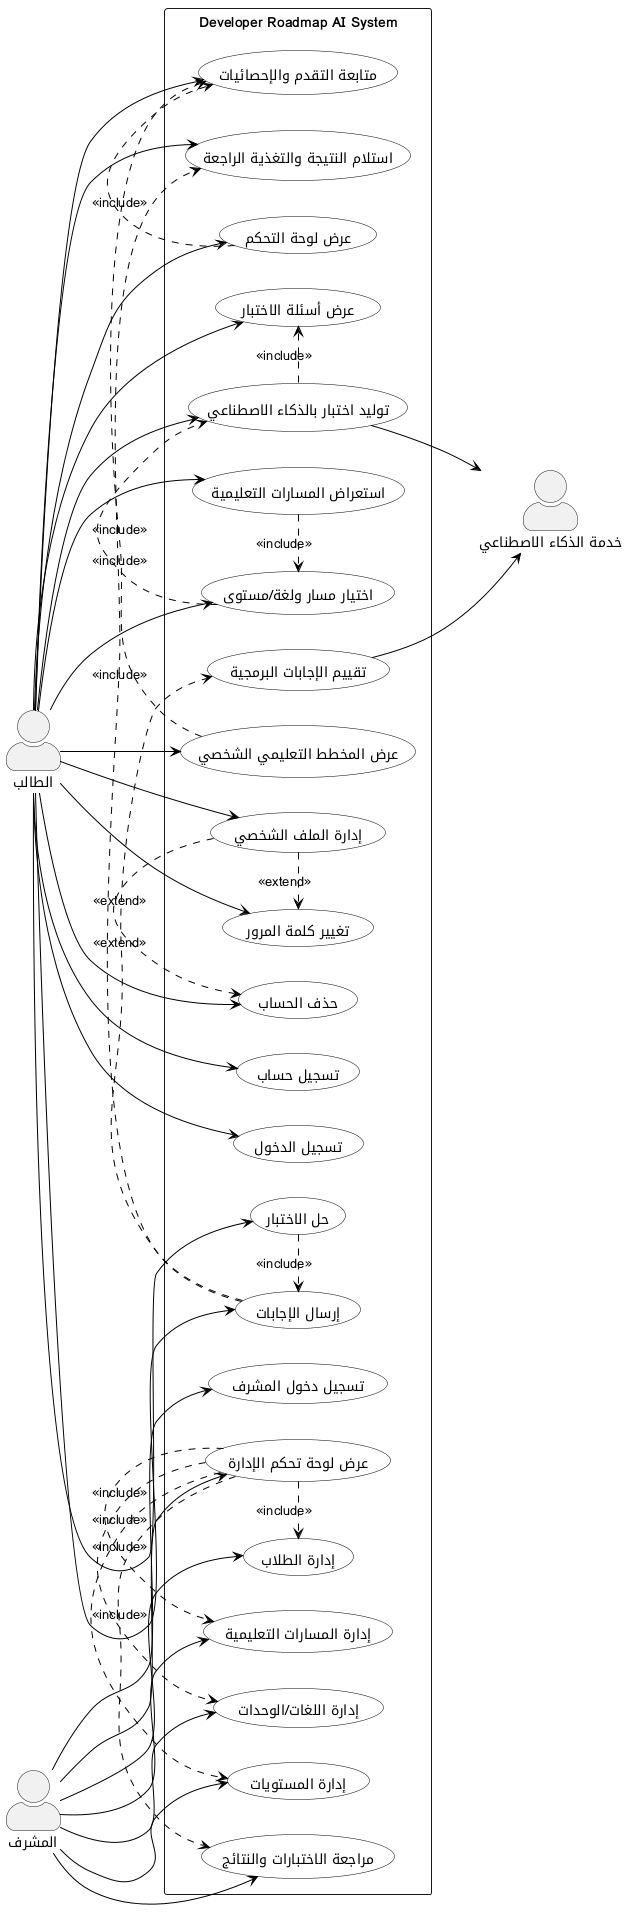 Developer Roadmap AI System
متابعة التقدم والإحصائيات
استلام النتيجة والتغذية الراجعة
«include»
عرض لوحة التحكم
عرض أسئلة الاختبار
«include»
توليد اختبار بالذكاء الاصطناعي
استعراض المسارات التعليمية
خدمة الذكاء الاصطناعي
«include»
«include»
«include»
اختيار مسار ولغة/مستوى
تقييم الإجابات البرمجية
«include»
عرض المخطط التعليمي الشخصي
الطالب
إدارة الملف الشخصي
«extend»
«extend»
تغيير كلمة المرور
«extend»
حذف الحساب
تسجيل حساب
تسجيل الدخول
حل الاختبار
«include»
إرسال الإجابات
تسجيل دخول المشرف
عرض لوحة تحكم الإدارة
«include»
«include»
«include»
«include»
إدارة الطلاب
«include»
إدارة المسارات التعليمية
إدارة اللغات/الوحدات
إدارة المستويات
المشرف
مراجعة الاختبارات والنتائج